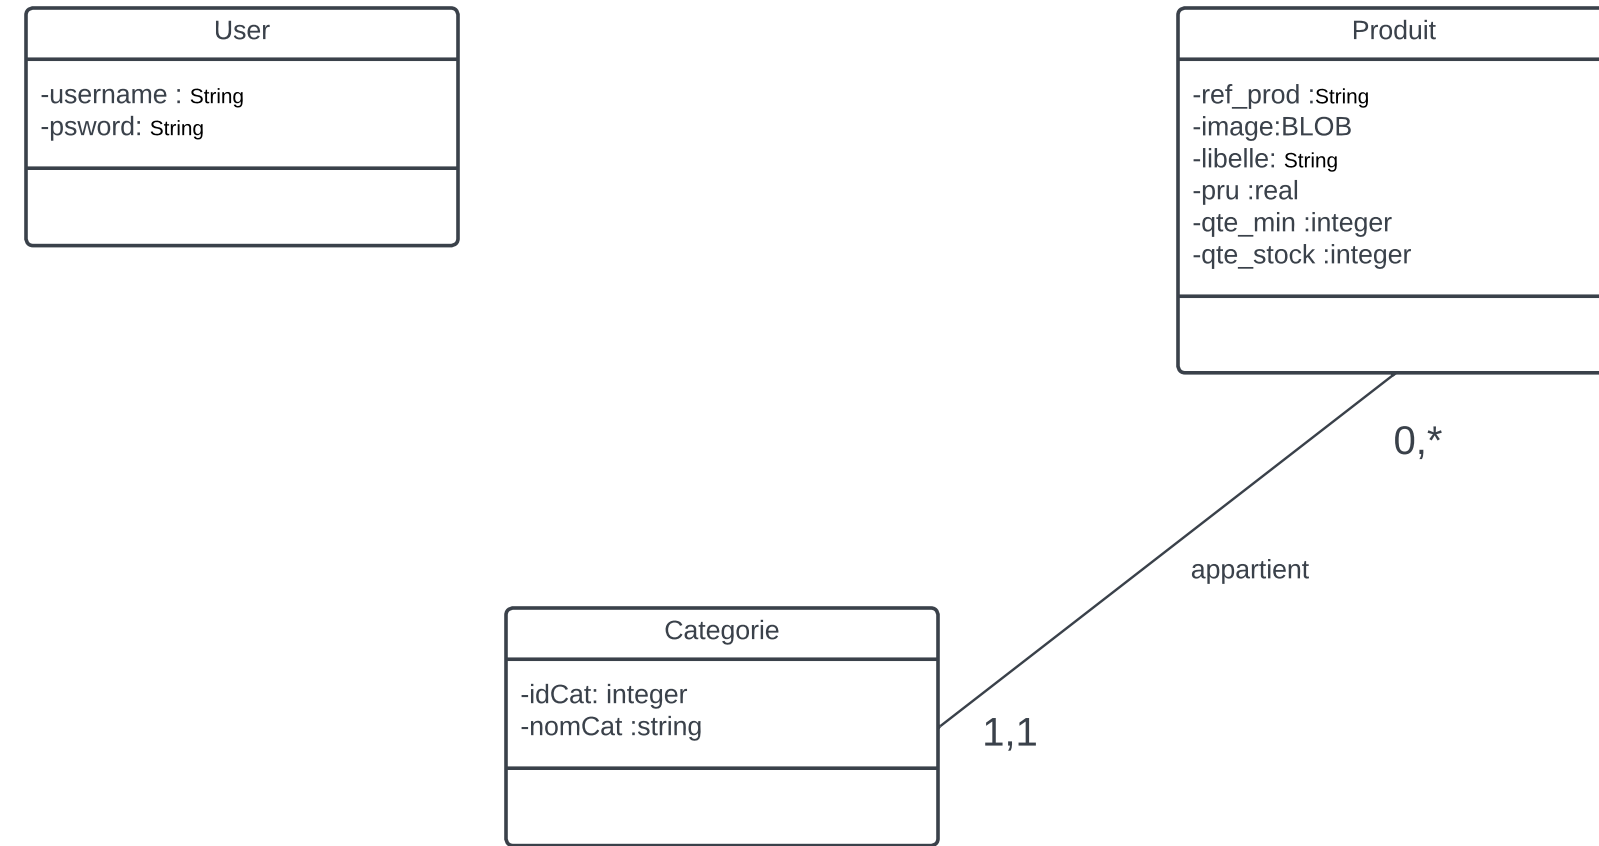 User
-username : String
-psword: String
Produit
-ref_prod :String
-image:BLOB
-libelle: String
-pru :real
-qte_min :integer
-qte_stock :integer
0,*
appartient
Categorie
-idCat: integer
-nomCat :string
1,1